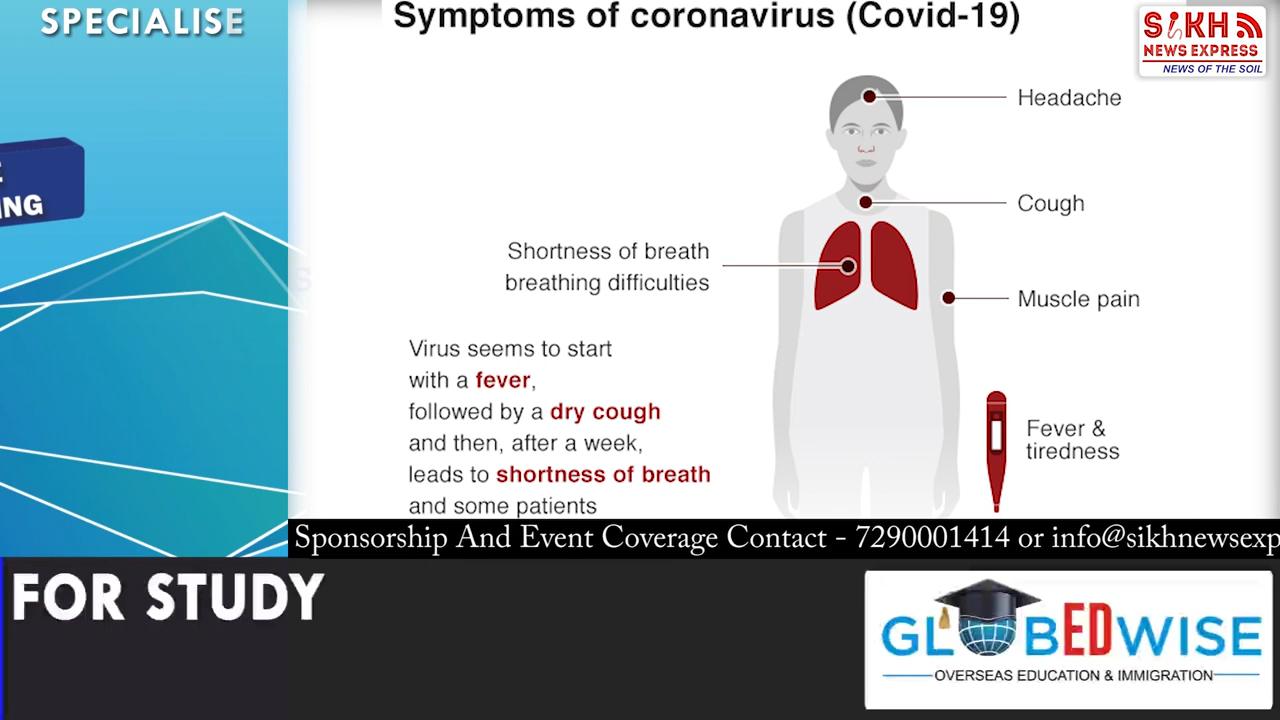 SPECIALISE
ING
Symptoms of coronavirus (Covid-19)
SiKH
NEWS EXPRESS
NEWS OF THE SOIL
Headache
Cough
Shortness of breath
breathing difficulties
Muscle pain
Virus seems to start
with a fever,
followed by a dry cough
and then, after a week,
leads to shortness of breath
and some patients
Fever &
tiredness
Sponsorship And Event Coverage Contact - 7290001414 or info@sikhnewsexp
FOR STUDY
GLOBEDWISE
OVERSEAS EDUCATION & IMMIGRATION